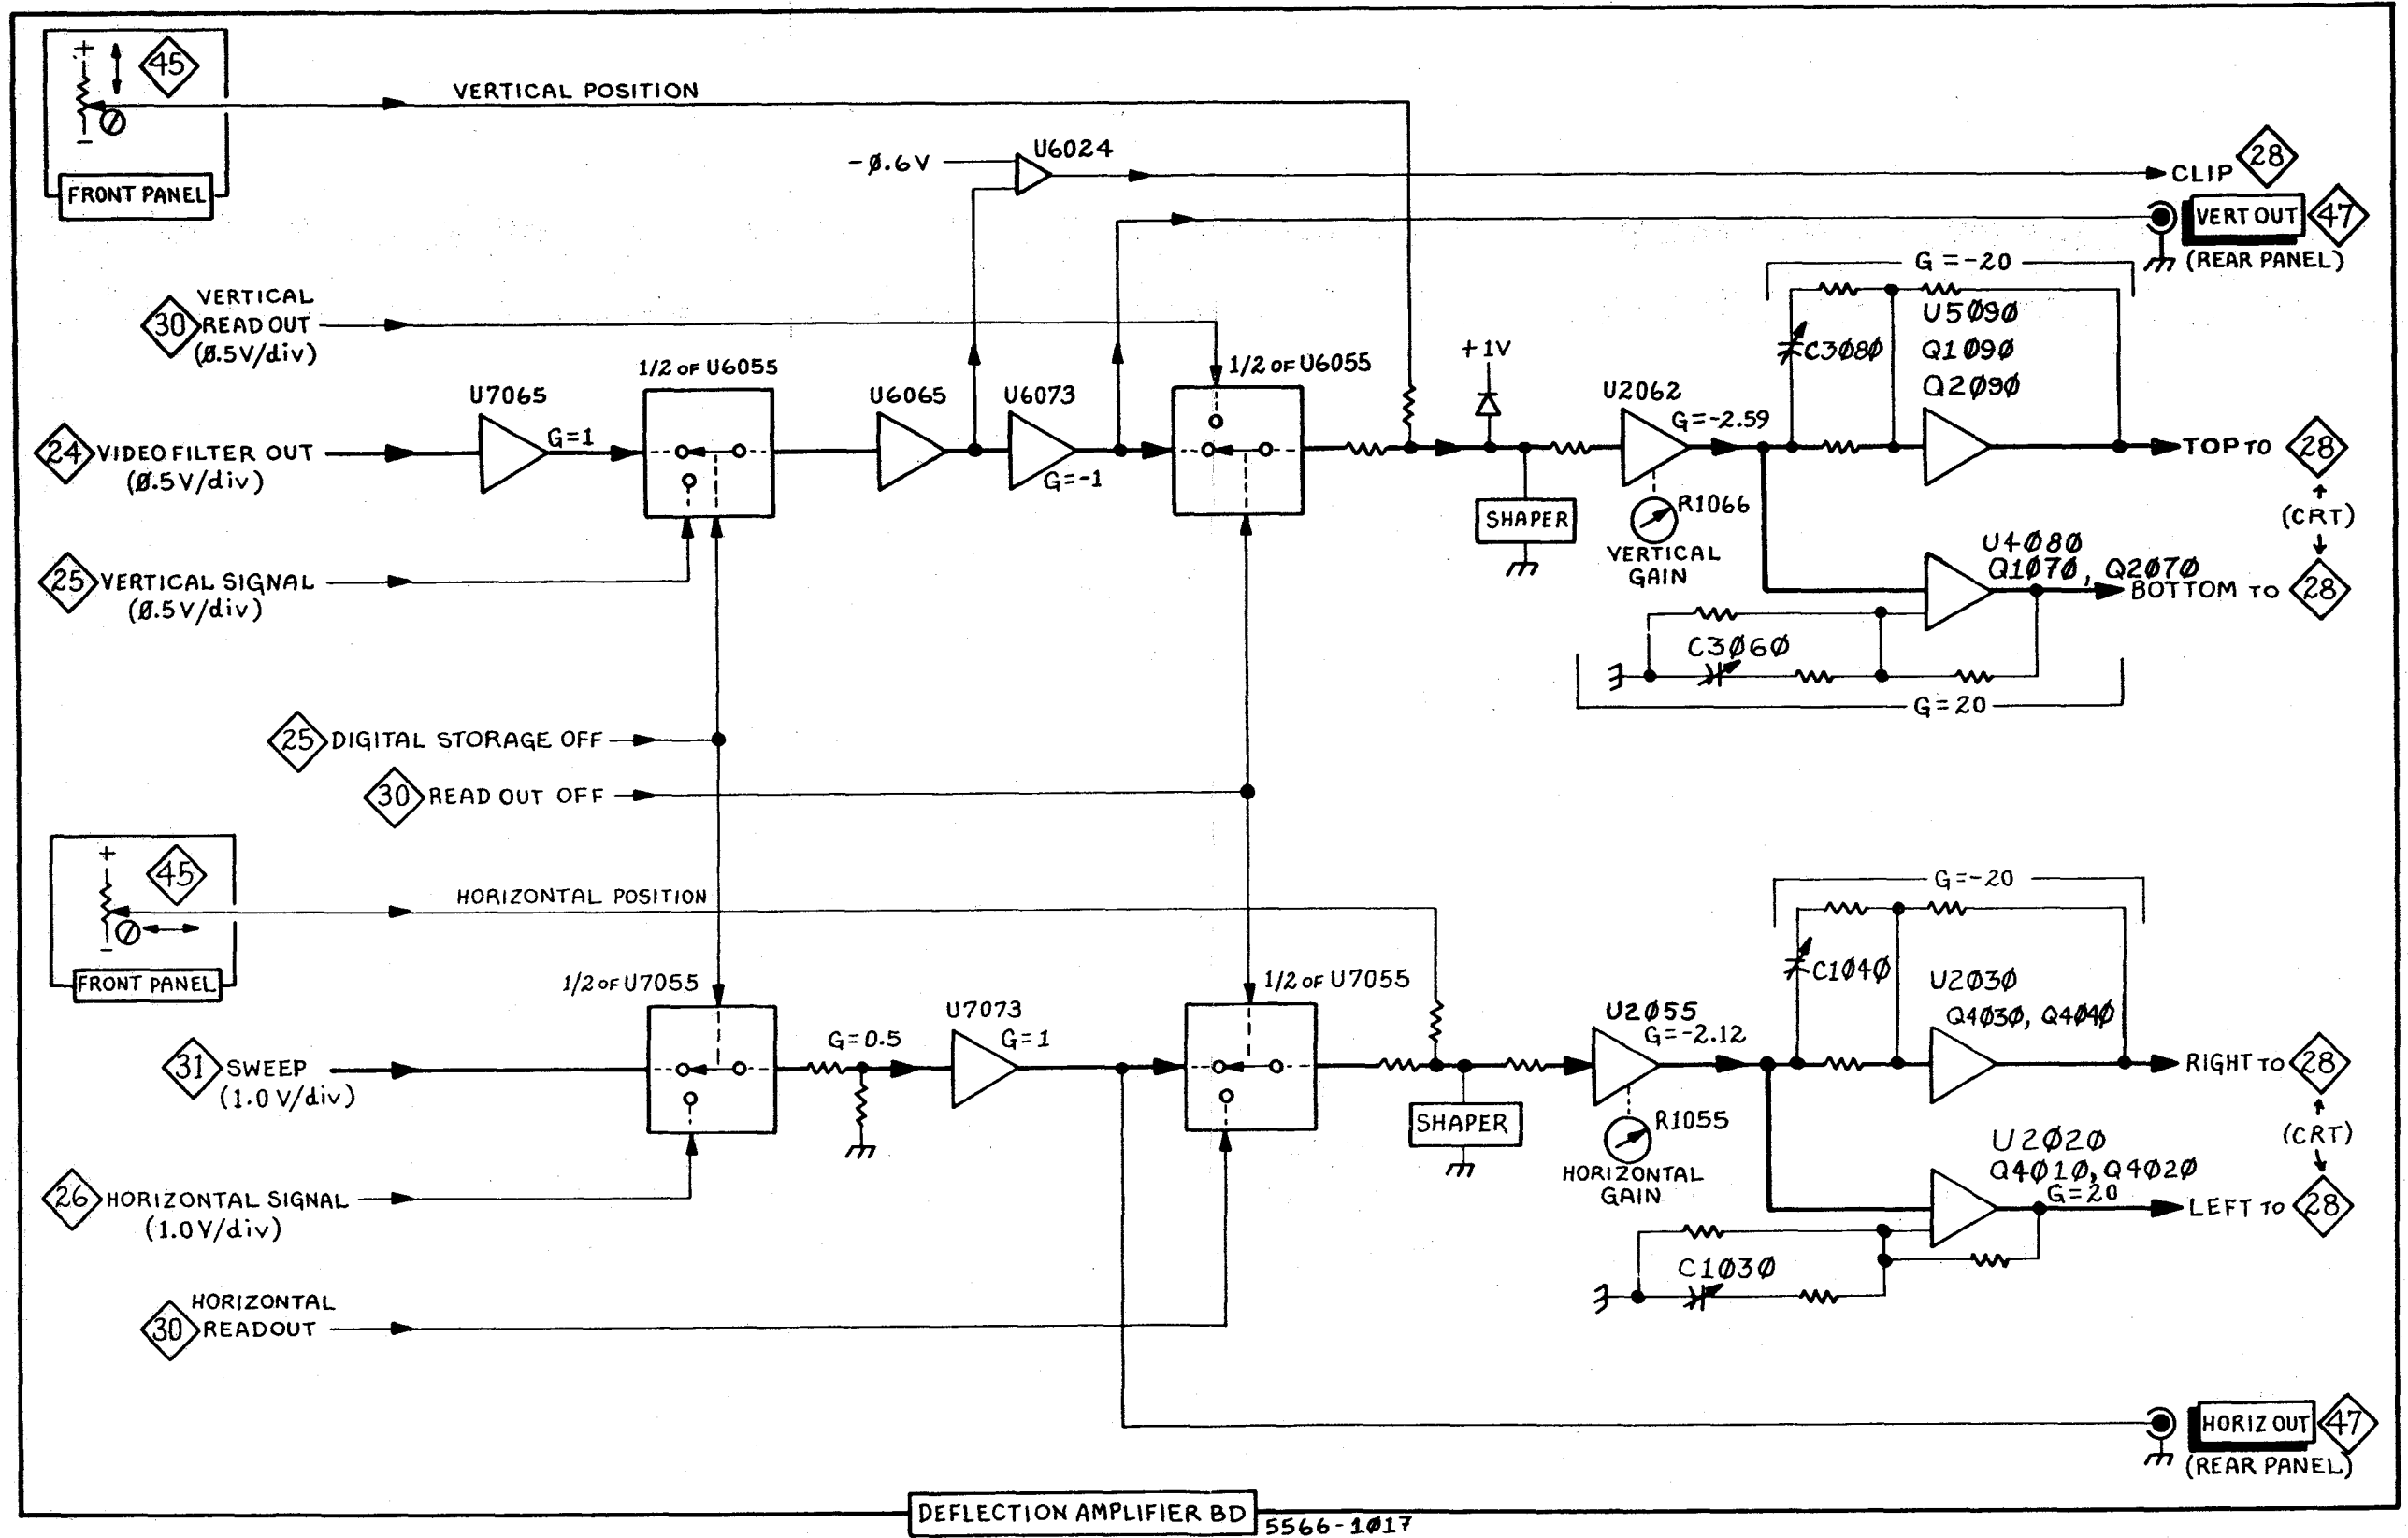 +
45
VERTICAL POSITION
-
FRONT PANEL
-Ø.6V
U6024
CLIP 28
VERT OUT 47
(REAR PANEL)
G = -20
VERTICAL
30 READ OUT
(Ø.5V/div)
1/2 OF U6055
1/2 OF U6055
+1V
C3Ø8Ø
U5Ø9Ø
Q1Ø9Ø
Q2Ø9Ø
U7065
G=1
U6065
U6073
G=-1
U2062
G=-2.59
24 VIDEO FILTER OUT
(Ø.5V/div)
TOP TO 28
SHAPER
R1066
VERTICAL
GAIN
(CRT)
25 VERTICAL SIGNAL
(Ø.5V/div)
U4Ø8Ø
Q1Ø7Ø, Q2Ø7Ø
BOTTOM TO 28
C3Ø6Ø
G=20
25 DIGITAL STORAGE OFF
30 READ OUT OFF
+
45
HORIZONTAL POSITION
-
FRONT PANEL
G=-20
1/2 OF U7055
1/2 OF U7055
C1Ø4Ø
U2Ø3Ø
Q4Ø3Ø, Q4Ø4Ø
G=0.5
U7073
G=1
U2Ø55
G=-2.12
31 SWEEP
(1.0 V/div)
RIGHT TO 28
SHAPER
R1055
HORIZONTAL
GAIN
(CRT)
U2Ø2Ø
Q4Ø1Ø, Q4Ø2Ø
G=20
26 HORIZONTAL SIGNAL
(1.0V/div)
LEFT TO 28
C1Ø3Ø
HORIZONTAL
30 READOUT
HORIZ OUT 47
(REAR PANEL)
DEFLECTION AMPLIFIER BD
5566-1Ø17